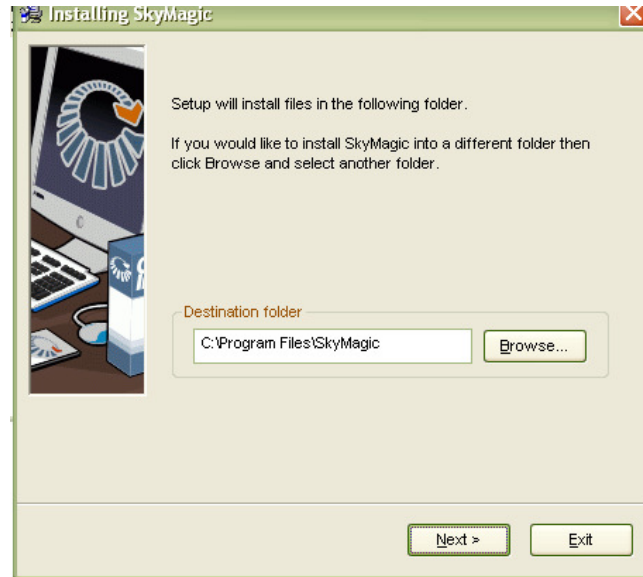 Installing SkyMagic
Setup will install files in the following folder.
If you would like to install SkyMagic into a different folder then
click Browse and select another folder.
Destination folder
C:\Program Files\SkyMagic
Browse...
Next >
Exit